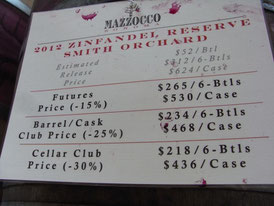 MAZZOCCO
2012 ZINFANDEL RESERVE
SMITH ORCHARD
Estimated $52/Btl
Release $312/6-Btls
Price $624/Case
Futures $265/6-Btls
Price (-15%) $530/Case
Barrel/Cask $234/6-Btls
Club Price (-25%) $468/Case
Cellar Club $218/6-Btls
Price (-30%) $436/Case